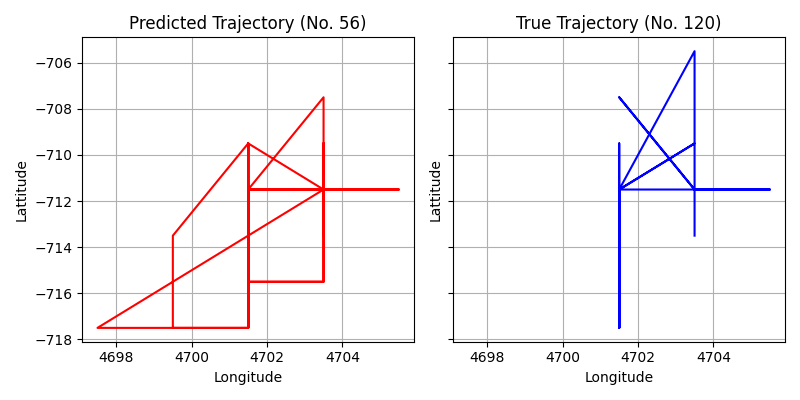 Predicted Trajectory (No. 56)
−706
−708
−710
−712
−714
−716
−718
Lattitude
4698
4700
4702
4704
Longitude
True Trajectory (No. 120)
Lattitude
4698
4700
4702
4704
Longitude